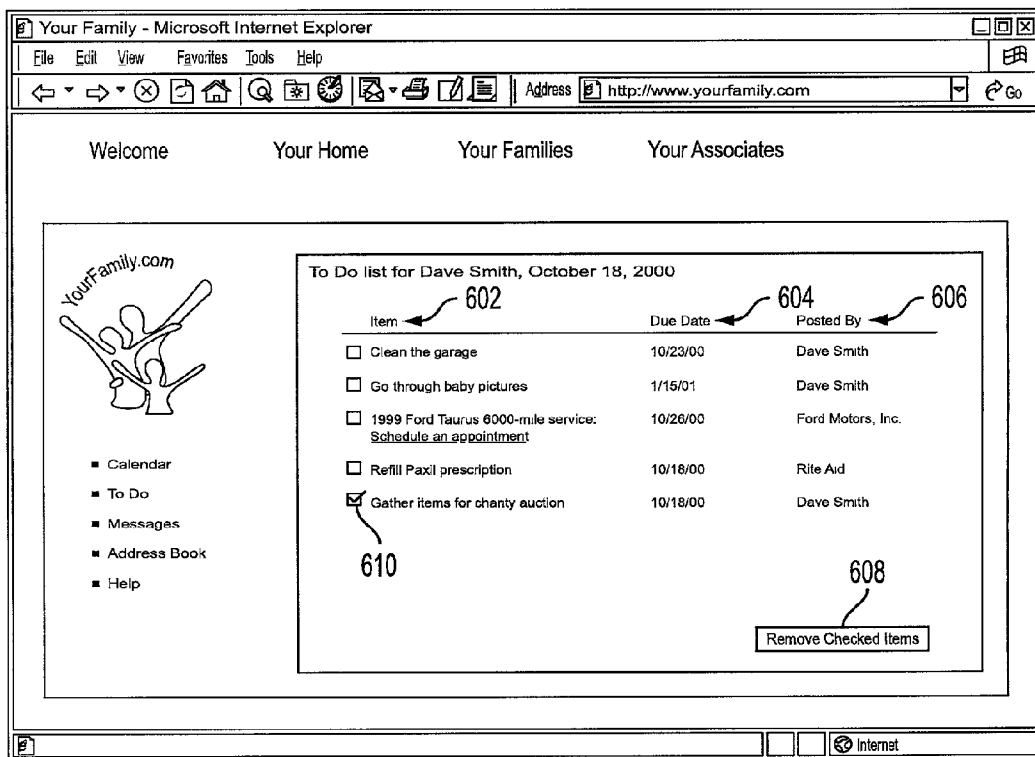 Your Family - Microsoft Internet Explorer
File Edit View Favorites Tools Help
Address http://www.yourfamily.com Go
Welcome Your Home Your Families Your Associates
YourFamily.com
To Do list for Dave Smith, October 18, 2000
602 604 606
Item Due Date Posted By
Clean the garage 10/23/00 Dave Smith
Go through baby pictures 1/15/01 Dave Smith
1999 Ford Taurus 6000-mile service: 10/26/00 Ford Motors, Inc.
Schedule an appointment
Refill Paxil prescription 10/18/00 Rite Aid
Gather items for chanty auction 10/18/00 Dave Smith
Calendar
To Do
Messages
Address Book
Help
610
608
Remove Checked Items
Internet